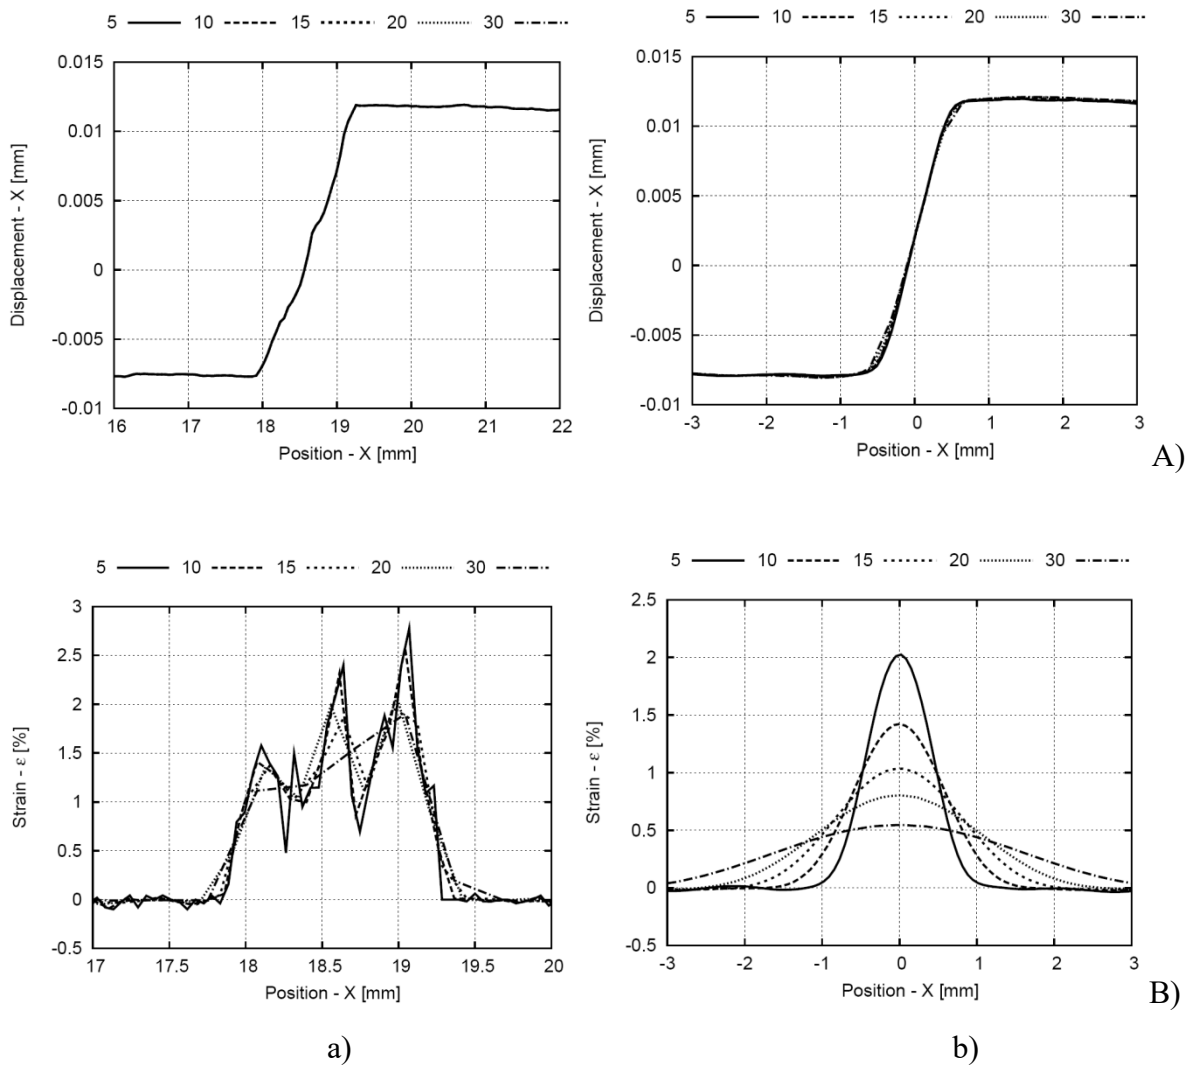 5 10 15 20 30
5 10 15 20 30
0.015
0.01
0.005
0
-0.005
-0.01
Displacement - X [mm]
16 17 18 19 20 21 22
Position - X [mm]
0.015
0.01
0.005
0
-0.005
-0.01
Displacement - X [mm]
-3 -2 -1 0 1 2 3
Position - X [mm]
A)
5 10 15 20 30
5 10 15 20 30
3
2.5
2
1.5
1
0.5
0
-0.5
Strain - ε [%]
17 17.5 18 18.5 19 19.5 20
Position - X [mm]
2.5
2
1.5
1
0.5
0
-0.5
Strain - ε [%]
-3 -2 -1 0 1 2 3
Position - X [mm]
B)
a)
b)